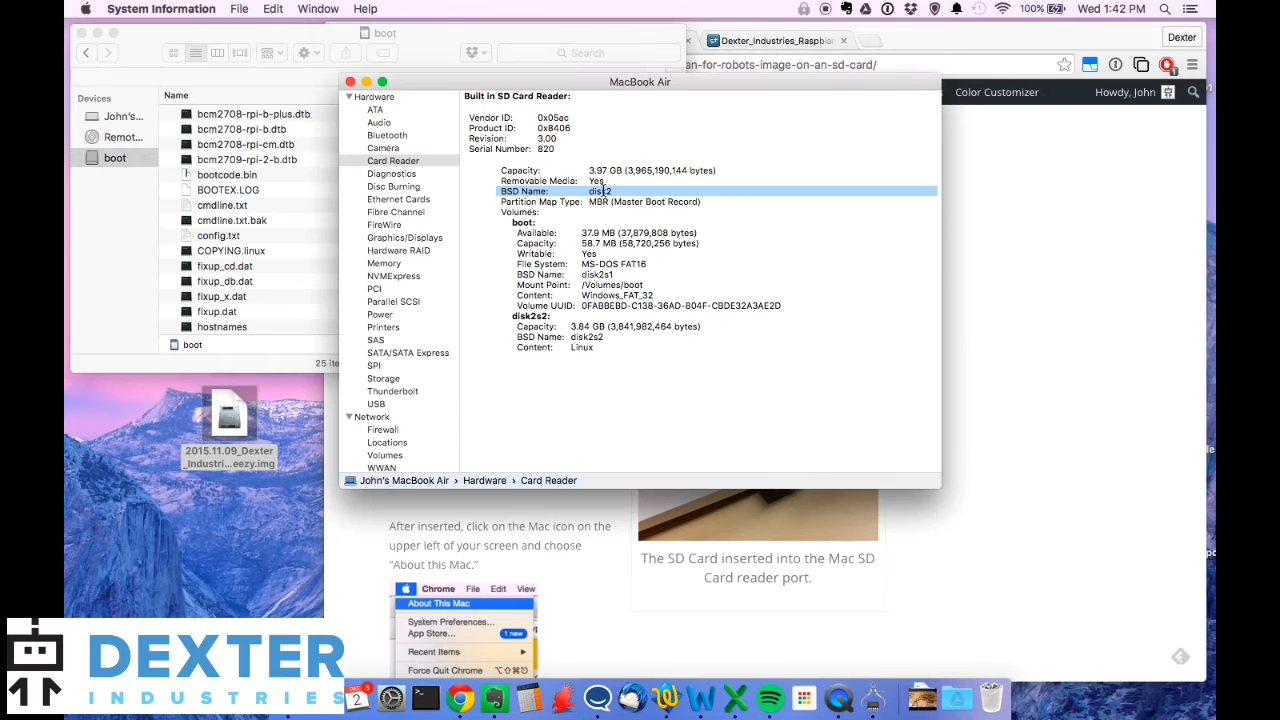 System Information File Edit Window Help
100% Wed 1:42 PM
boot
Search
Dexter_Industries_Raspbian
Dexter
an-for-robots-image-on-an-sd-card/
Color Customizer Howdy, John
Devices
John's...
Remot...
boot
Name
bcm2708-rpi-b-plus.dtb
bcm2708-rpi-b.dtb
bcm2708-rpi-cm.dtb
bcm2709-rpi-2-b.dtb
bootcode.bin
BOOTEX.LOG
cmdline.txt
cmdline.txt.bak
config.txt
COPYING.linux
fixup_cd.dat
fixup_db.dat
fixup_x.dat
fixup.dat
hostnames
boot
25 ite
MacBook Air
Hardware
ATA
Audio
Bluetooth
Camera
Card Reader
Diagnostics
Disc Burning
Ethernet Cards
Fibre Channel
FireWire
Graphics/Displays
Hardware RAID
Memory
NVMExpress
PCI
Parallel SCSI
Power
Printers
SAS
SATA/SATA Express
SPI
Storage
Thunderbolt
USB
Network
Firewall
Locations
Volumes
WWAN
Built in SD Card Reader:
Vendor ID: 0x05ac
Product ID: 0x8406
Revision: 3.00
Serial Number: 820
Capacity: 3.97 GB (3,965,190,144 bytes)
Removable Media: Yes
BSD Name: disk2
Partition Map Type: MBR (Master Boot Record)
Volumes:
boot:
Available: 37.9 MB (37,879,808 bytes)
Capacity: 58.7 MB (58,720,256 bytes)
Writable: Yes
File System: MS-DOS FAT16
BSD Name: disk2s1
Mount Point: /Volumes/boot
Content: Windows_FAT_32
Volume UUID: 0FABBEBD-C138-36AD-804F-CBDE32A3AE2D
disk2s2:
Capacity: 3.84 GB (3,841,982,464 bytes)
BSD Name: disk2s2
Content: Linux
John's MacBook Air › Hardware › Card Reader
2015.11.09_Dexter
_Industri...eezy.img
After inserted, click on the Mac icon on the
upper left of your screen and choose
"About this Mac."
Chrome File Edit View
About This Mac
System Preferences...
App Store... 1 new
Recent Items
Force Quit Chrome
The SD Card inserted into the Mac SD
Card reader port.
DEXTER
INDUSTRIES